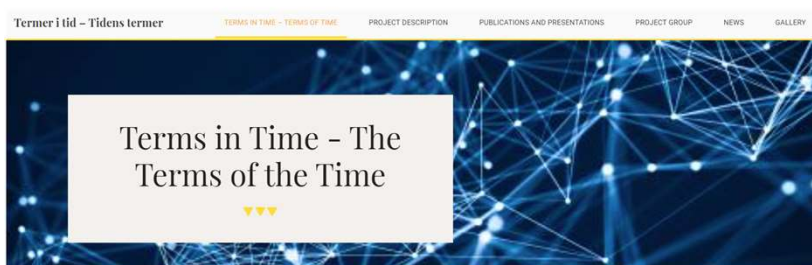 Termer i tid – Tidens termer
TERMS IN TIME – TERMS OF TIME
PROJECT DESCRIPTION
PUBLICATIONS AND PRESENTATIONS
PROJECT GROUP
NEWS
GALLERY
Terms in Time - The
Terms of the Time